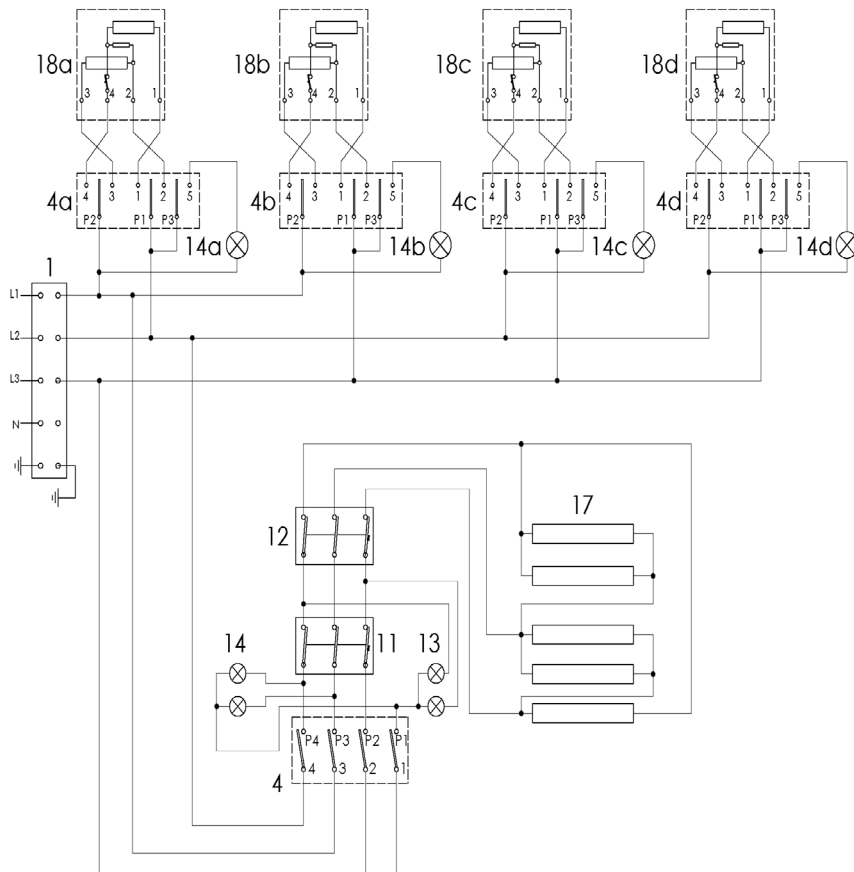 18a 18b 18c 18d
3 4 2 1 3 4 2 1 3 4 2 1 3 4 2 1
4 3 1 2 5 4 3 1 2 5 4 3 1 2 5 4 3 1 2 5
4a 4b 4c 4d
P2 P1 P3 P2 P1 P3 P2 P1 P3 P2 P1 P3
14a 14b 14c 14d
1
L1
L2
L3
N
17
12
14 11 13
P4 P3 P2 P1
4 3 2 1
4